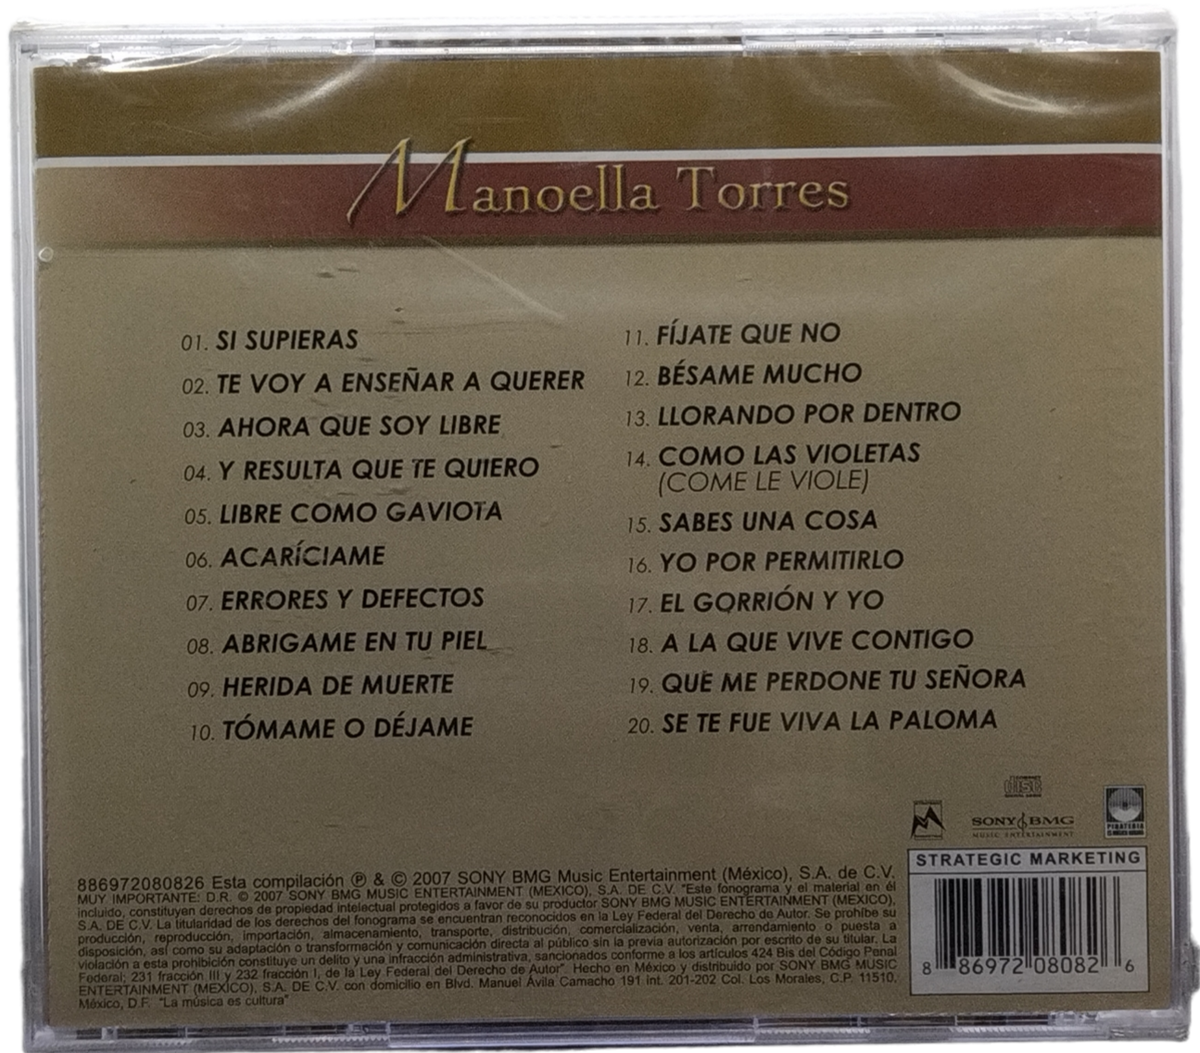 Manoella Torres
01. SI SUPIERAS
02. TE VOY A ENSEÑAR A QUERER
03. AHORA QUE SOY LIBRE
04. Y RESULTA QUE TE QUIERO
05. LIBRE COMO GAVIOTA
06. ACARÍCIAME
07. ERRORES Y DEFECTOS
08. ABRIGAME EN TU PIEL
09. HERIDA DE MUERTE
10. TÓMAME O DÉJAME
11. FÍJATE QUE NO
12. BÉSAME MUCHO
13. LLORANDO POR DENTRO
14. COMO LAS VIOLETAS
(COME LE VIOLE)
15. SABES UNA COSA
16. YO POR PERMITIRLO
17. EL GORRIÓN Y YO
18. A LA QUE VIVE CONTIGO
19. QUE ME PERDONE TU SEÑORA
20. SE TE FUE VIVA LA PALOMA
disc
SONY BMG
MUSIC ENTERTAINMENT
PIRATERIA
STRATEGIC MARKETING
8 86972 08082 6
886972080826 Esta compilación ℗ & © 2007 SONY BMG Music Entertainment (México), S.A. de C.V.
MUY IMPORTANTE: D.R. © 2007 SONY BMG MUSIC ENTERTAINMENT (MEXICO), S.A. DE C.V. "Este fonograma y el material en él
incluido, constituyen derechos de propiedad intelectual protegidos a favor de su productor SONY BMG MUSIC ENTERTAINMENT (MEXICO),
S.A. DE C.V. La titularidad de los derechos del fonograma se encuentran reconocidos en la Ley Federal del Derecho de Autor. Se prohíbe su
producción, reproducción, importación, almacenamiento, transporte, distribución, comercialización, venta, arrendamiento o puesta a
disposición, así como su adaptación o transformación y comunicación directa al público sin la previa autorización por escrito de su titular. La
violación a esta prohibición constituye un delito y una infracción administrativa, sancionados conforme a los artículos 424 Bis del Código Penal
Federal; 231 fracción III y 232 fracción I, de la Ley Federal del Derecho de Autor". Hecho en México y distribuido por SONY BMG MUSIC
ENTERTAINMENT (MEXICO), S.A. DE C.V. con domicilio en Blvd. Manuel Ávila Camacho 191 int. 201-202 Col. Los Morales, C.P. 11510,
México, D.F. "La música es cultura"